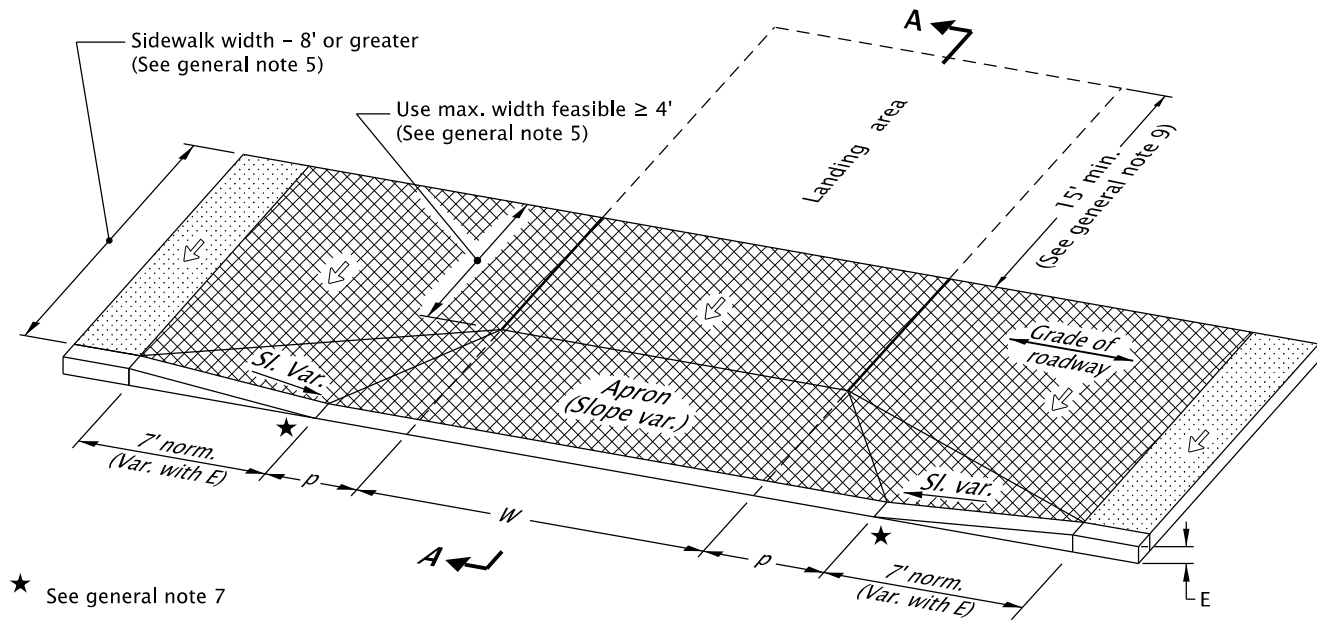 Sidewalk width – 8' or greater
(See general note 5)
Use max. width feasible ≥ 4'
(See general note 5)
A
Landing area
15' min.
(See general note 9)
Grade of
roadway
Sl. var.
Apron
(Slope var.)
Sl. var.
7' norm.
(Var. with E)
p
W
p
7' norm.
(Var. with E)
A
E
★ See general note 7